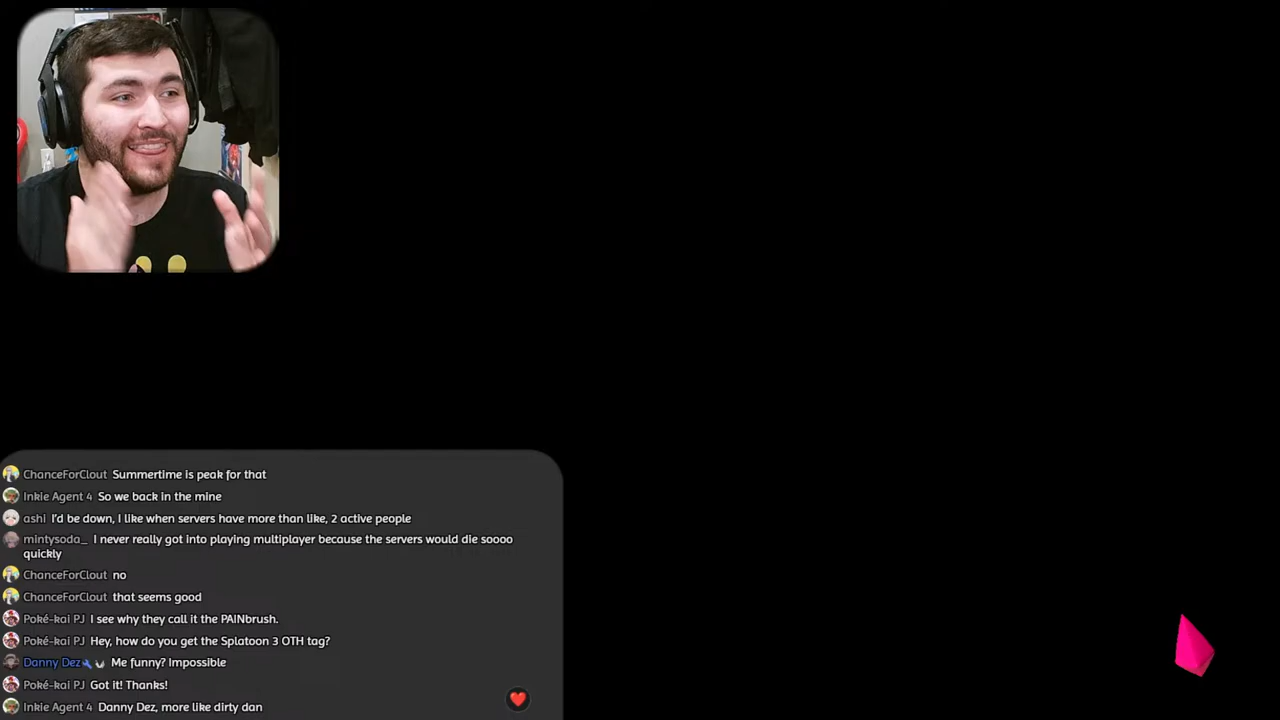 ChanceForClout Summertime is peak for that
Inkie Agent 4 So we back in the mine
ashi I'd be down, I like when servers have more than like, 2 active people
mintysoda_ I never really got into playing multiplayer because the servers would die soooo
quickly
ChanceForClout no
ChanceForClout that seems good
Poké-kai PJ I see why they call it the PAINbrush.
Poké-kai PJ Hey, how do you get the Splatoon 3 OTH tag?
Danny Dez Me funny? Impossible
Poké-kai PJ Got it! Thanks!
Inkie Agent 4 Danny Dez, more like dirty dan